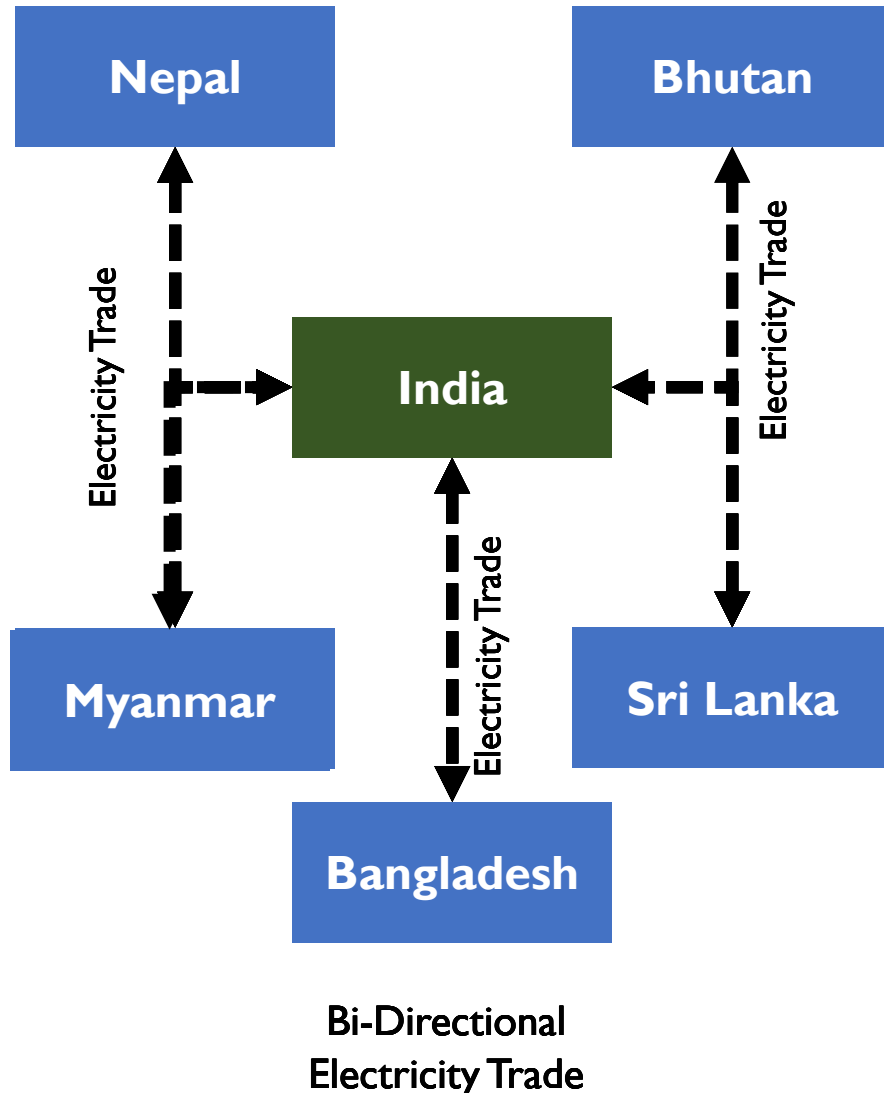 Nepal
Bhutan
Electricity Trade
Electricity Trade
India
Electricity Trade
Myanmar
Sri Lanka
Bangladesh
Bi-Directional
Electricity Trade